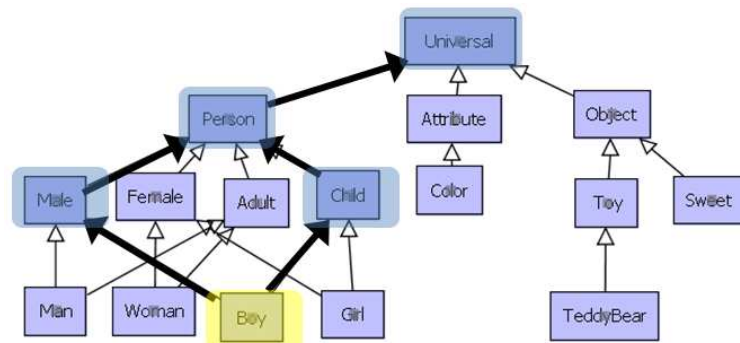 Universal
Person
Attribute
Object
Male
Female
Adult
Child
Color
Toy
Sweet
Man
Woman
Boy
Girl
TeddyBear